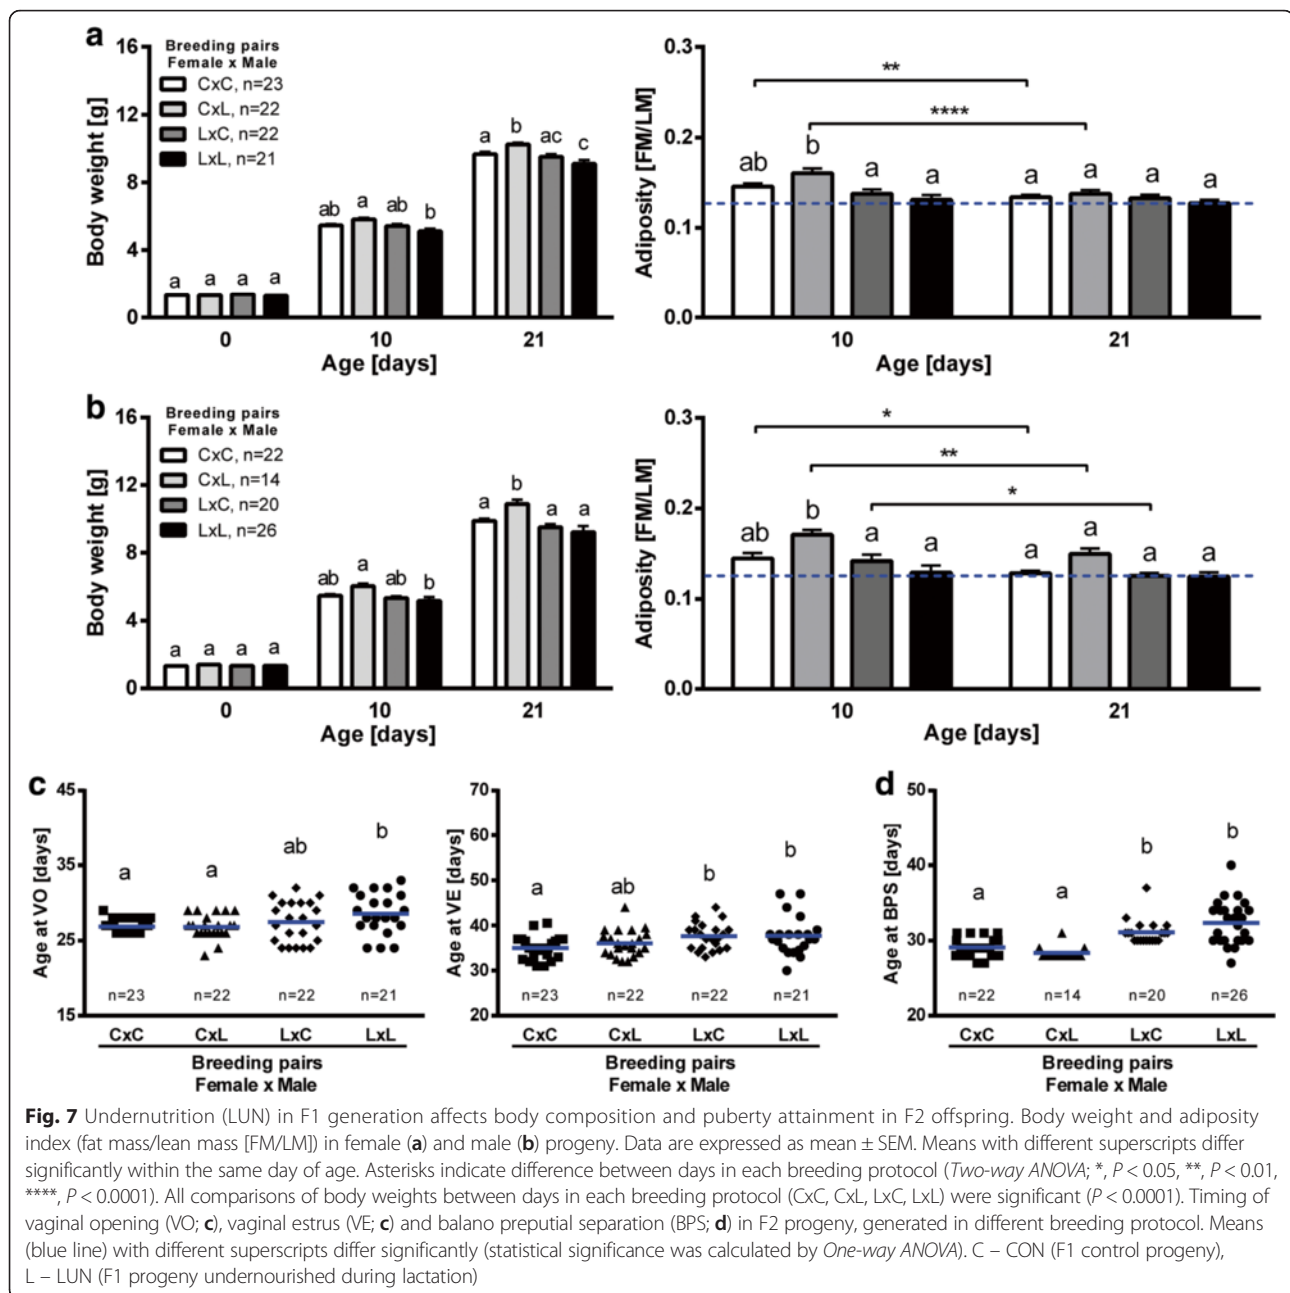 a
Breeding pairs
Female x Male
CxC, n=23
CxL, n=22
LxC, n=22
LxL, n=21
Body weight [g]
16
12
8
4
0
a a a a
ab a ab b
a b ac c
0 10 21
Age [days]
Adiposity [FM/LM]
0.3
0.2
0.1
0.0
**
****
ab b a a a a a a
10 21
Age [days]
b
Breeding pairs
Female x Male
CxC, n=22
CxL, n=14
LxC, n=20
LxL, n=26
Body weight [g]
16
12
8
4
0
a a a a
ab a ab b
a b a a
0 10 21
Age [days]
Adiposity [FM/LM]
0.3
0.2
0.1
0.0
*
**
*
ab b a a a a a a
10 21
Age [days]
c
Age at VO [days]
45
35
25
15
a a ab b
n=23 n=22 n=22 n=21
CxC CxL LxC LxL
Breeding pairs
Female x Male
Age at VE [days]
70
60
50
40
30
20
a ab b b
n=23 n=22 n=22 n=21
CxC CxL LxC LxL
Breeding pairs
Female x Male
d
Age at BPS [days]
50
40
30
20
a a b b
n=22 n=14 n=20 n=26
CxC CxL LxC LxL
Breeding pairs
Female x Male
Fig. 7 Undernutrition (LUN) in F1 generation affects body composition and puberty attainment in F2 offspring. Body weight and adiposity
index (fat mass/lean mass [FM/LM]) in female (a) and male (b) progeny. Data are expressed as mean ± SEM. Means with different superscripts differ
significantly within the same day of age. Asterisks indicate difference between days in each breeding protocol (Two-way ANOVA; *, P < 0.05, **, P < 0.01,
****, P < 0.0001). All comparisons of body weights between days in each breeding protocol (CxC, CxL, LxC, LxL) were significant (P < 0.0001). Timing of
vaginal opening (VO; c), vaginal estrus (VE; c) and balano preputial separation (BPS; d) in F2 progeny, generated in different breeding protocol. Means
(blue line) with different superscripts differ significantly (statistical significance was calculated by One-way ANOVA). C – CON (F1 control progeny),
L – LUN (F1 progeny undernourished during lactation)